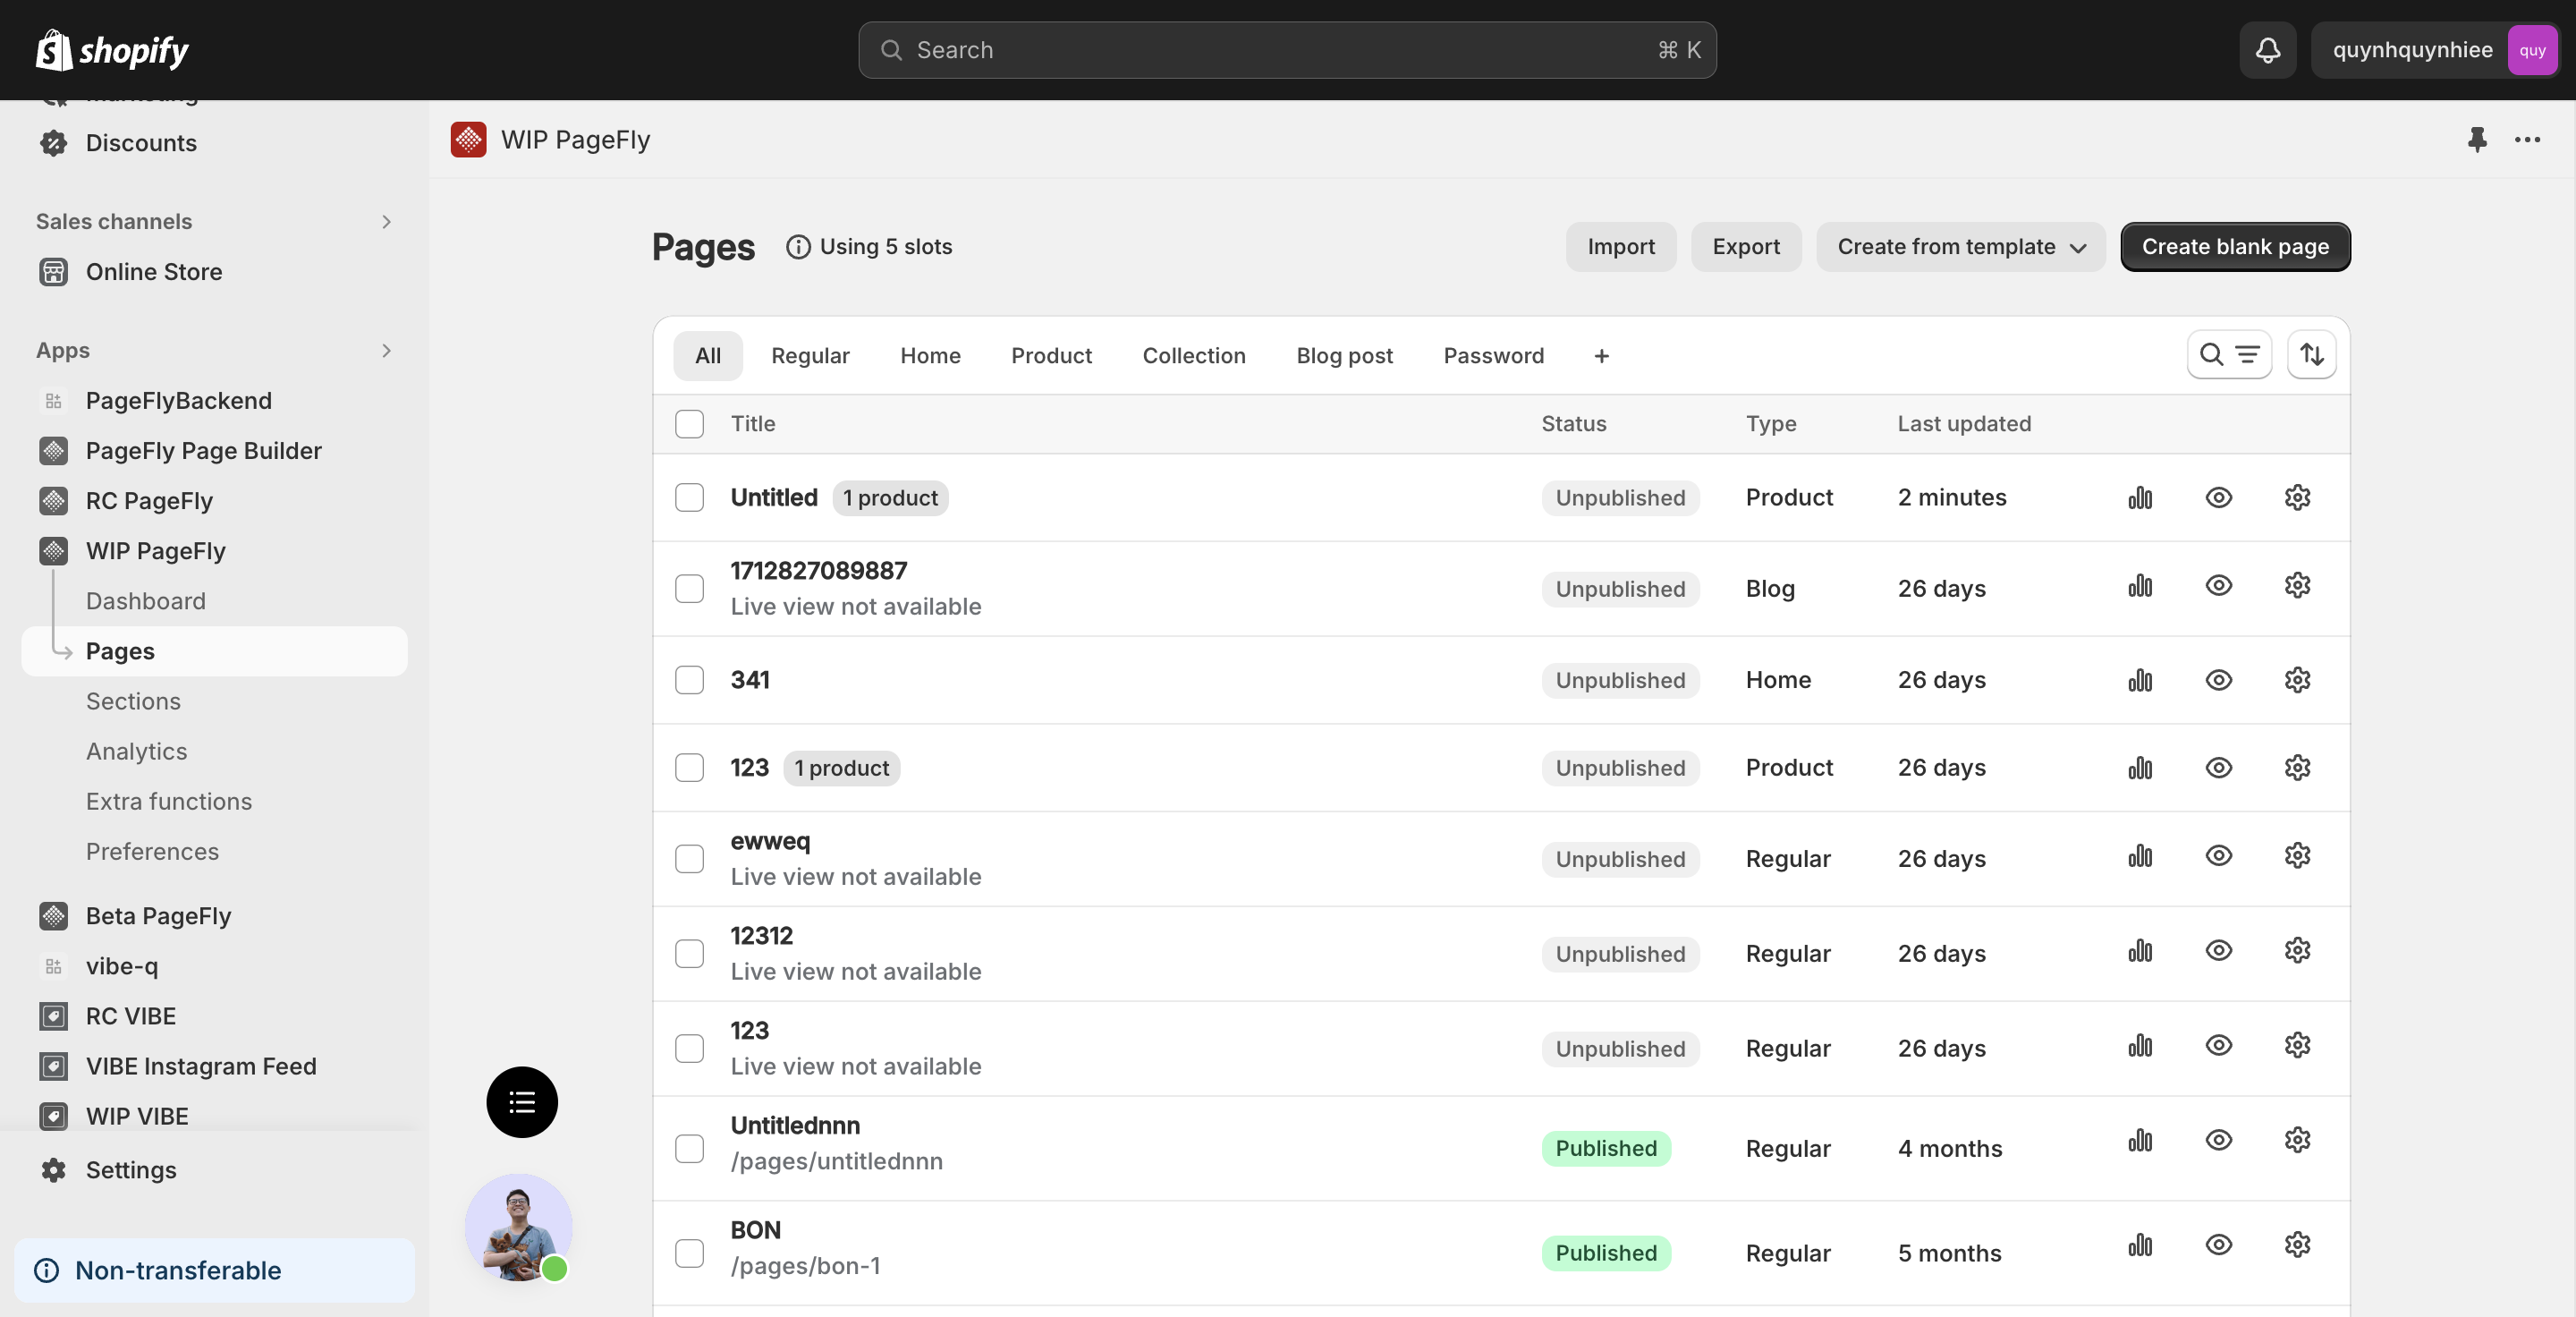 shopify
Search
⌘ K
quynhquynhiee
quy
Marketing
Discounts
Sales channels
Online Store
Apps
PageFlyBackend
PageFly Page Builder
RC PageFly
WIP PageFly
Dashboard
Pages
Sections
Analytics
Extra functions
Preferences
Beta PageFly
vibe-q
RC VIBE
VIBE Instagram Feed
WIP VIBE
Settings
Non-transferable
WIP PageFly
Pages
Using 5 slots
Import
Export
Create from template
Create blank page
All Regular Home Product Collection Blog post Password +
Title Status Type Last updated
Untitled 1 product Unpublished Product 2 minutes
1712827089887
Live view not available
Unpublished Blog 26 days
341 Unpublished Home 26 days
123 1 product Unpublished Product 26 days
ewweq
Live view not available
Unpublished Regular 26 days
12312
Live view not available
Unpublished Regular 26 days
123
Live view not available
Unpublished Regular 26 days
Untitlednnn
/pages/untitlednnn
Published Regular 4 months
BON
/pages/bon-1
Published Regular 5 months